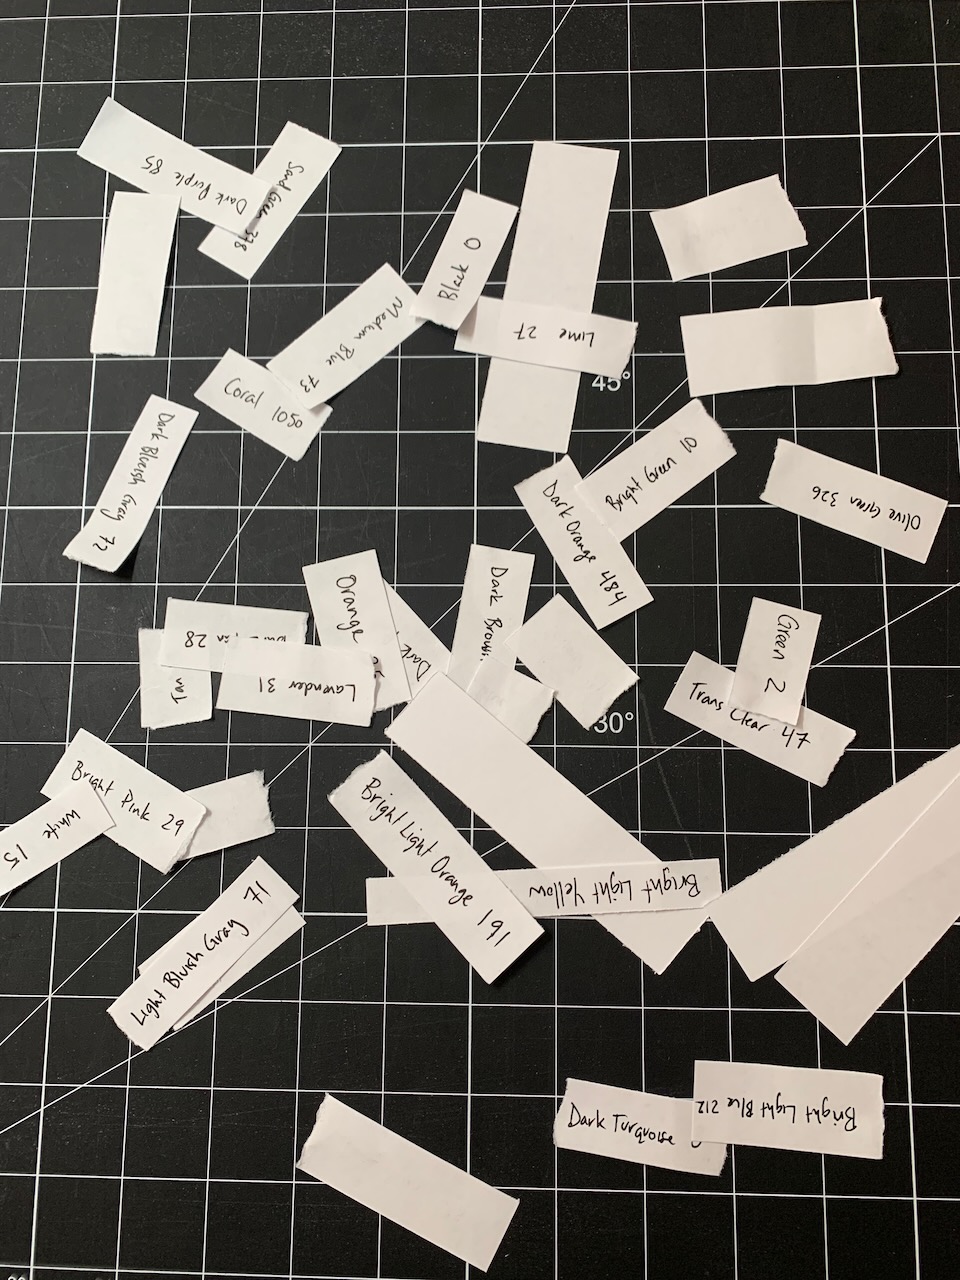 Dark Purple 85
Sand Green 378
Black 0
Medium Blue 73
Lime 27
Coral 1050
45°
Dark Bluish Gray 72
Bright Green 10
Dark Orange 484
Olive Green 326
Orange
Dark
Dark Brown
28
Tan
Lavender 31
Green 2
Trans Clear 47
30°
Bright Pink 29
White 15
Bright Light Orange 191
Bright Light Yellow
Light Bluish Gray 71
Dark Turquoise
Bright Light Blue 212